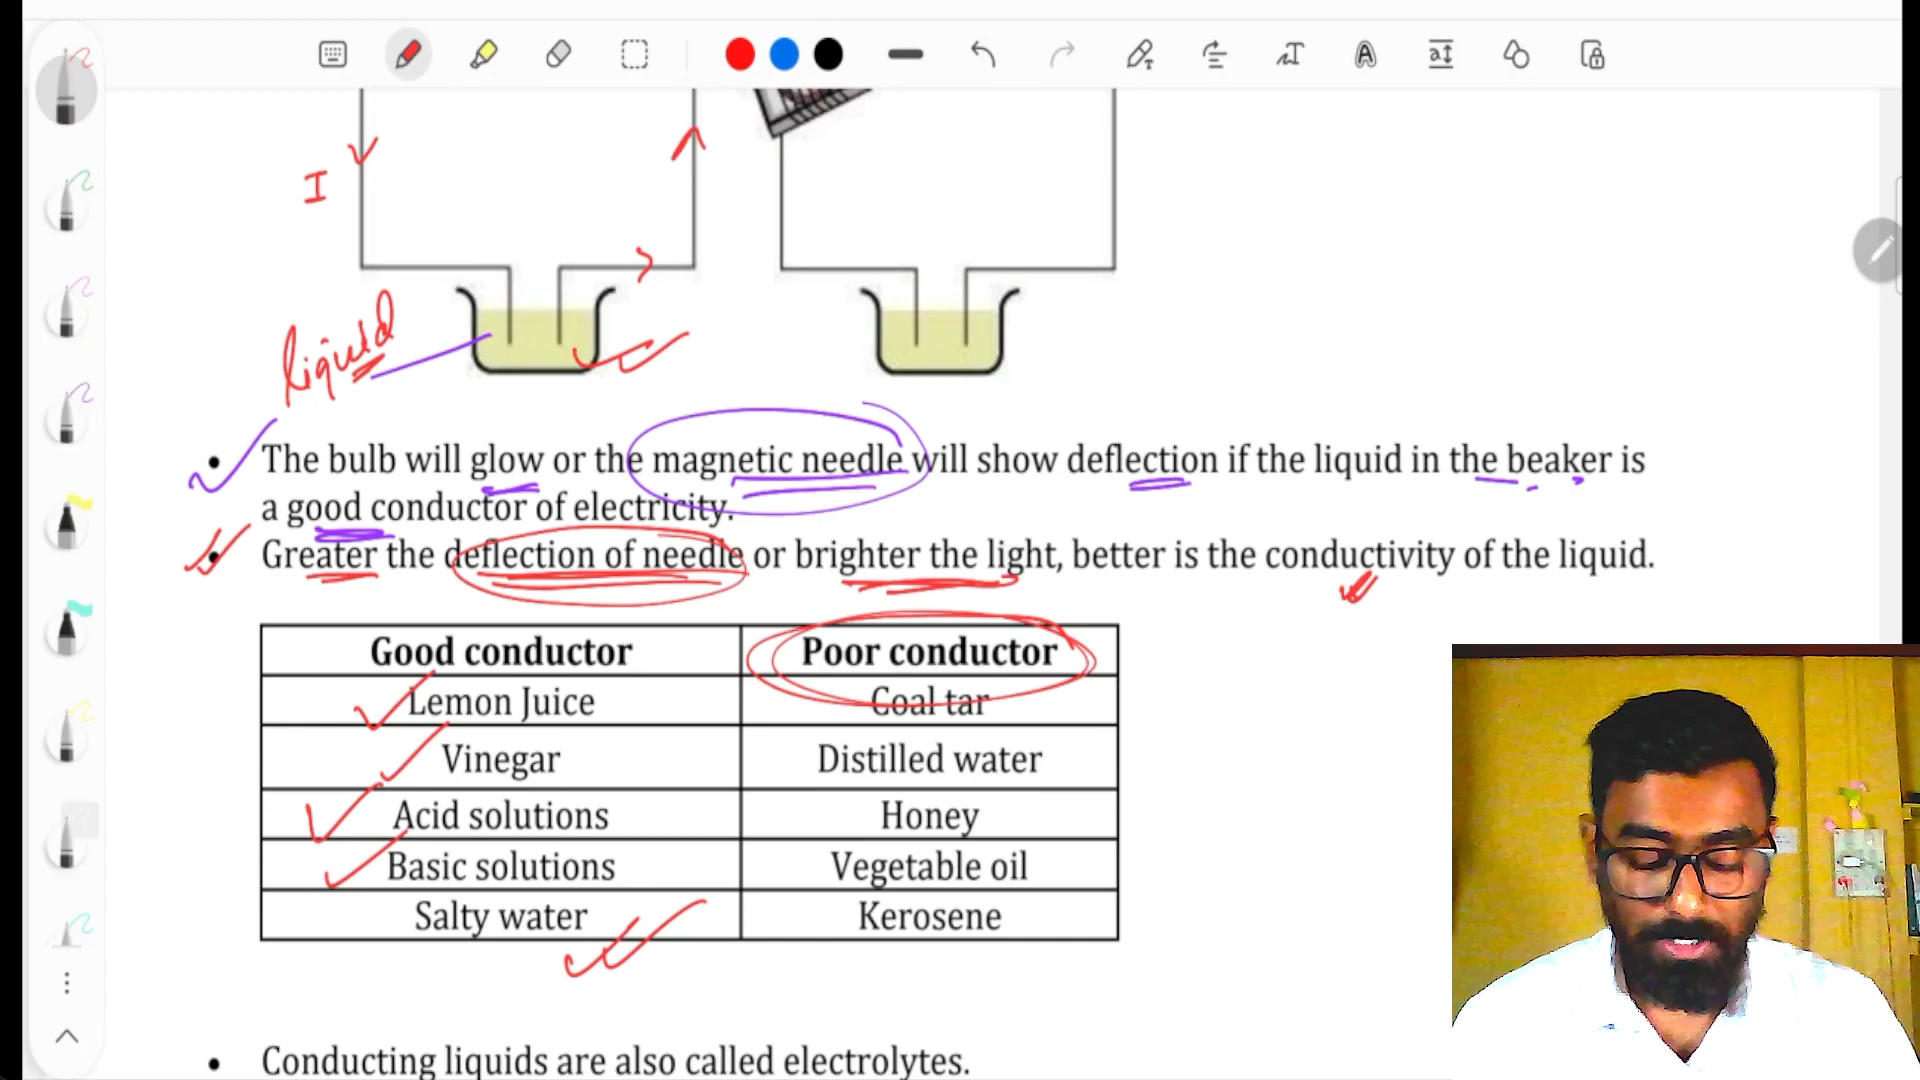 I
liquid
• The bulb will glow or the magnetic needle will show deflection if the liquid in the beaker is
a good conductor of electricity.
• Greater the deflection of needle or brighter the light, better is the conductivity of the liquid.
Good conductor Poor conductor
Lemon Juice Coal tar
Vinegar Distilled water
Acid solutions Honey
Basic solutions Vegetable oil
Salty water Kerosene
• Conducting liquids are also called electrolytes.